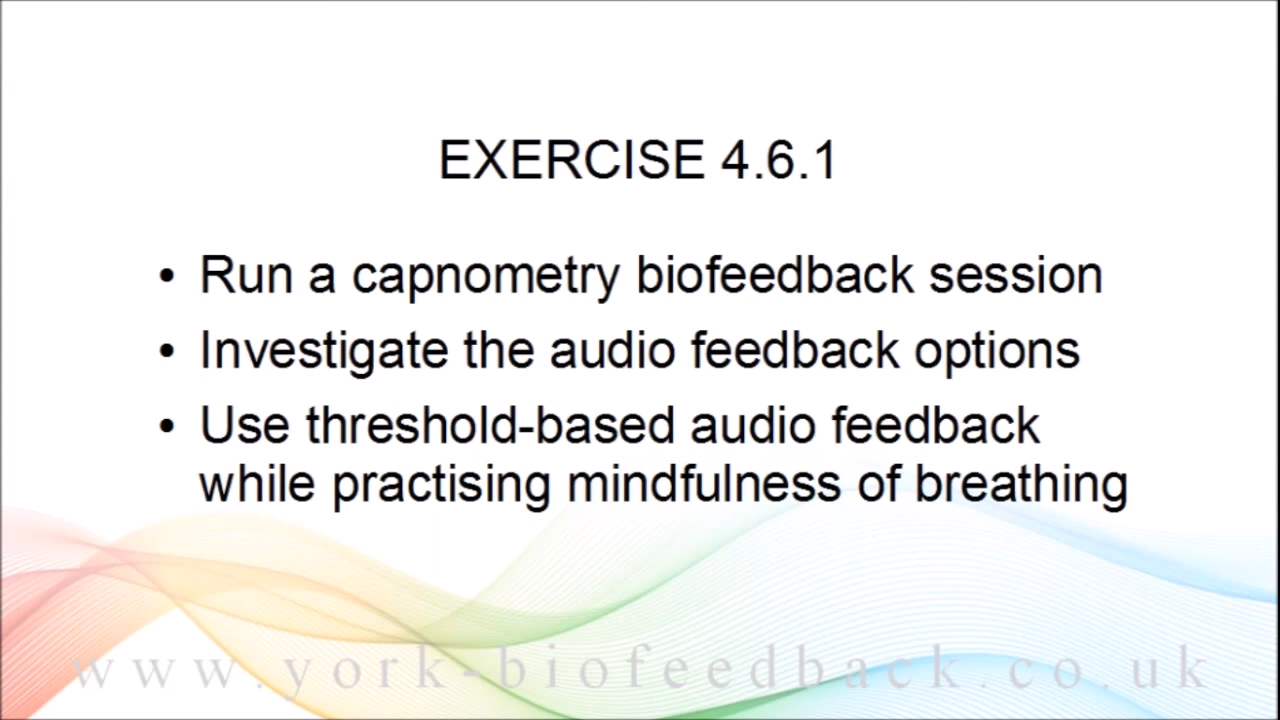 EXERCISE 4.6.1
• Run a capnometry biofeedback session
• Investigate the audio feedback options
• Use threshold-based audio feedback
while practising mindfulness of breathing
www.york-biofeedback.co.uk